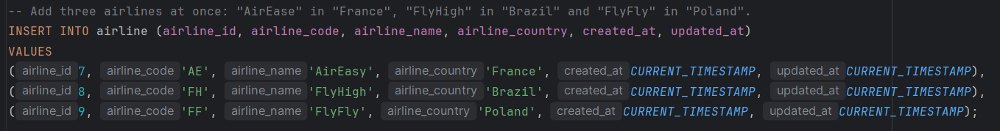 -- Add three airlines at once: "AirEase" in "France", "FlyHigh" in "Brazil" and "FlyFly" in "Poland".
INSERT INTO airline (airline_id, airline_code, airline_name, airline_country, created_at, updated_at)
VALUES
( airline_id 7, airline_code 'AE', airline_name 'AirEasy', airline_country 'France', created_at CURRENT_TIMESTAMP, updated_at CURRENT_TIMESTAMP),
( airline_id 8, airline_code 'FH', airline_name 'FlyHigh', airline_country 'Brazil', created_at CURRENT_TIMESTAMP, updated_at CURRENT_TIMESTAMP),
( airline_id 9, airline_code 'FF', airline_name 'FlyFly', airline_country 'Poland', created_at CURRENT_TIMESTAMP, updated_at CURRENT_TIMESTAMP);